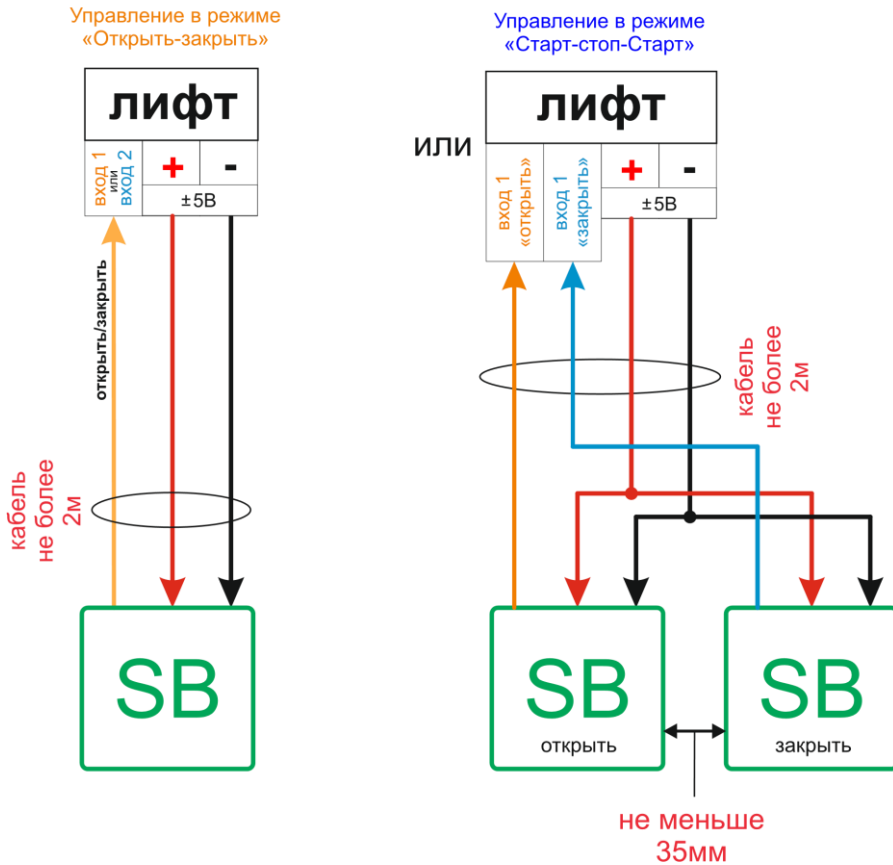 Управление в режиме
«Открыть-закрыть»
лифт
вход 1
или
вход 2
+
-
±5В
открыть/закрыть
кабель
не более
2м
SB
или
Управление в режиме
«Старт-стоп-Старт»
лифт
вход 1
«открыть»
вход 1
«закрыть»
+
-
±5В
кабель
не более
2м
SB
открыть
SB
закрыть
не меньше
35мм